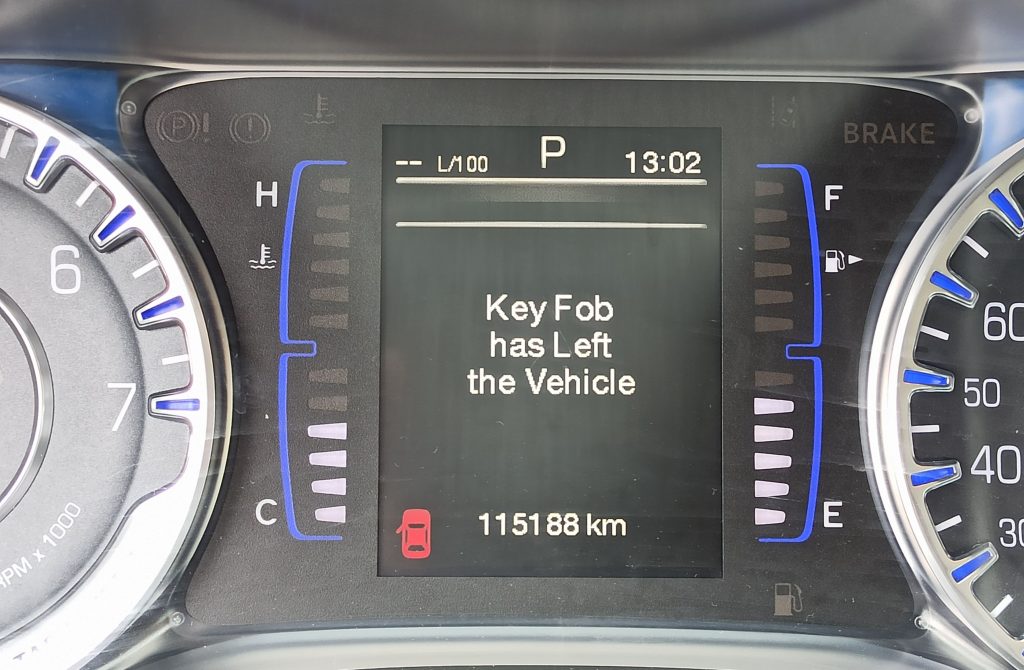 BRAKE
-- L/100 P 13:02
H F
6
Key Fob
has Left
the Vehicle
60
7
50
40
C E
115188 km
30
RPM x 1000